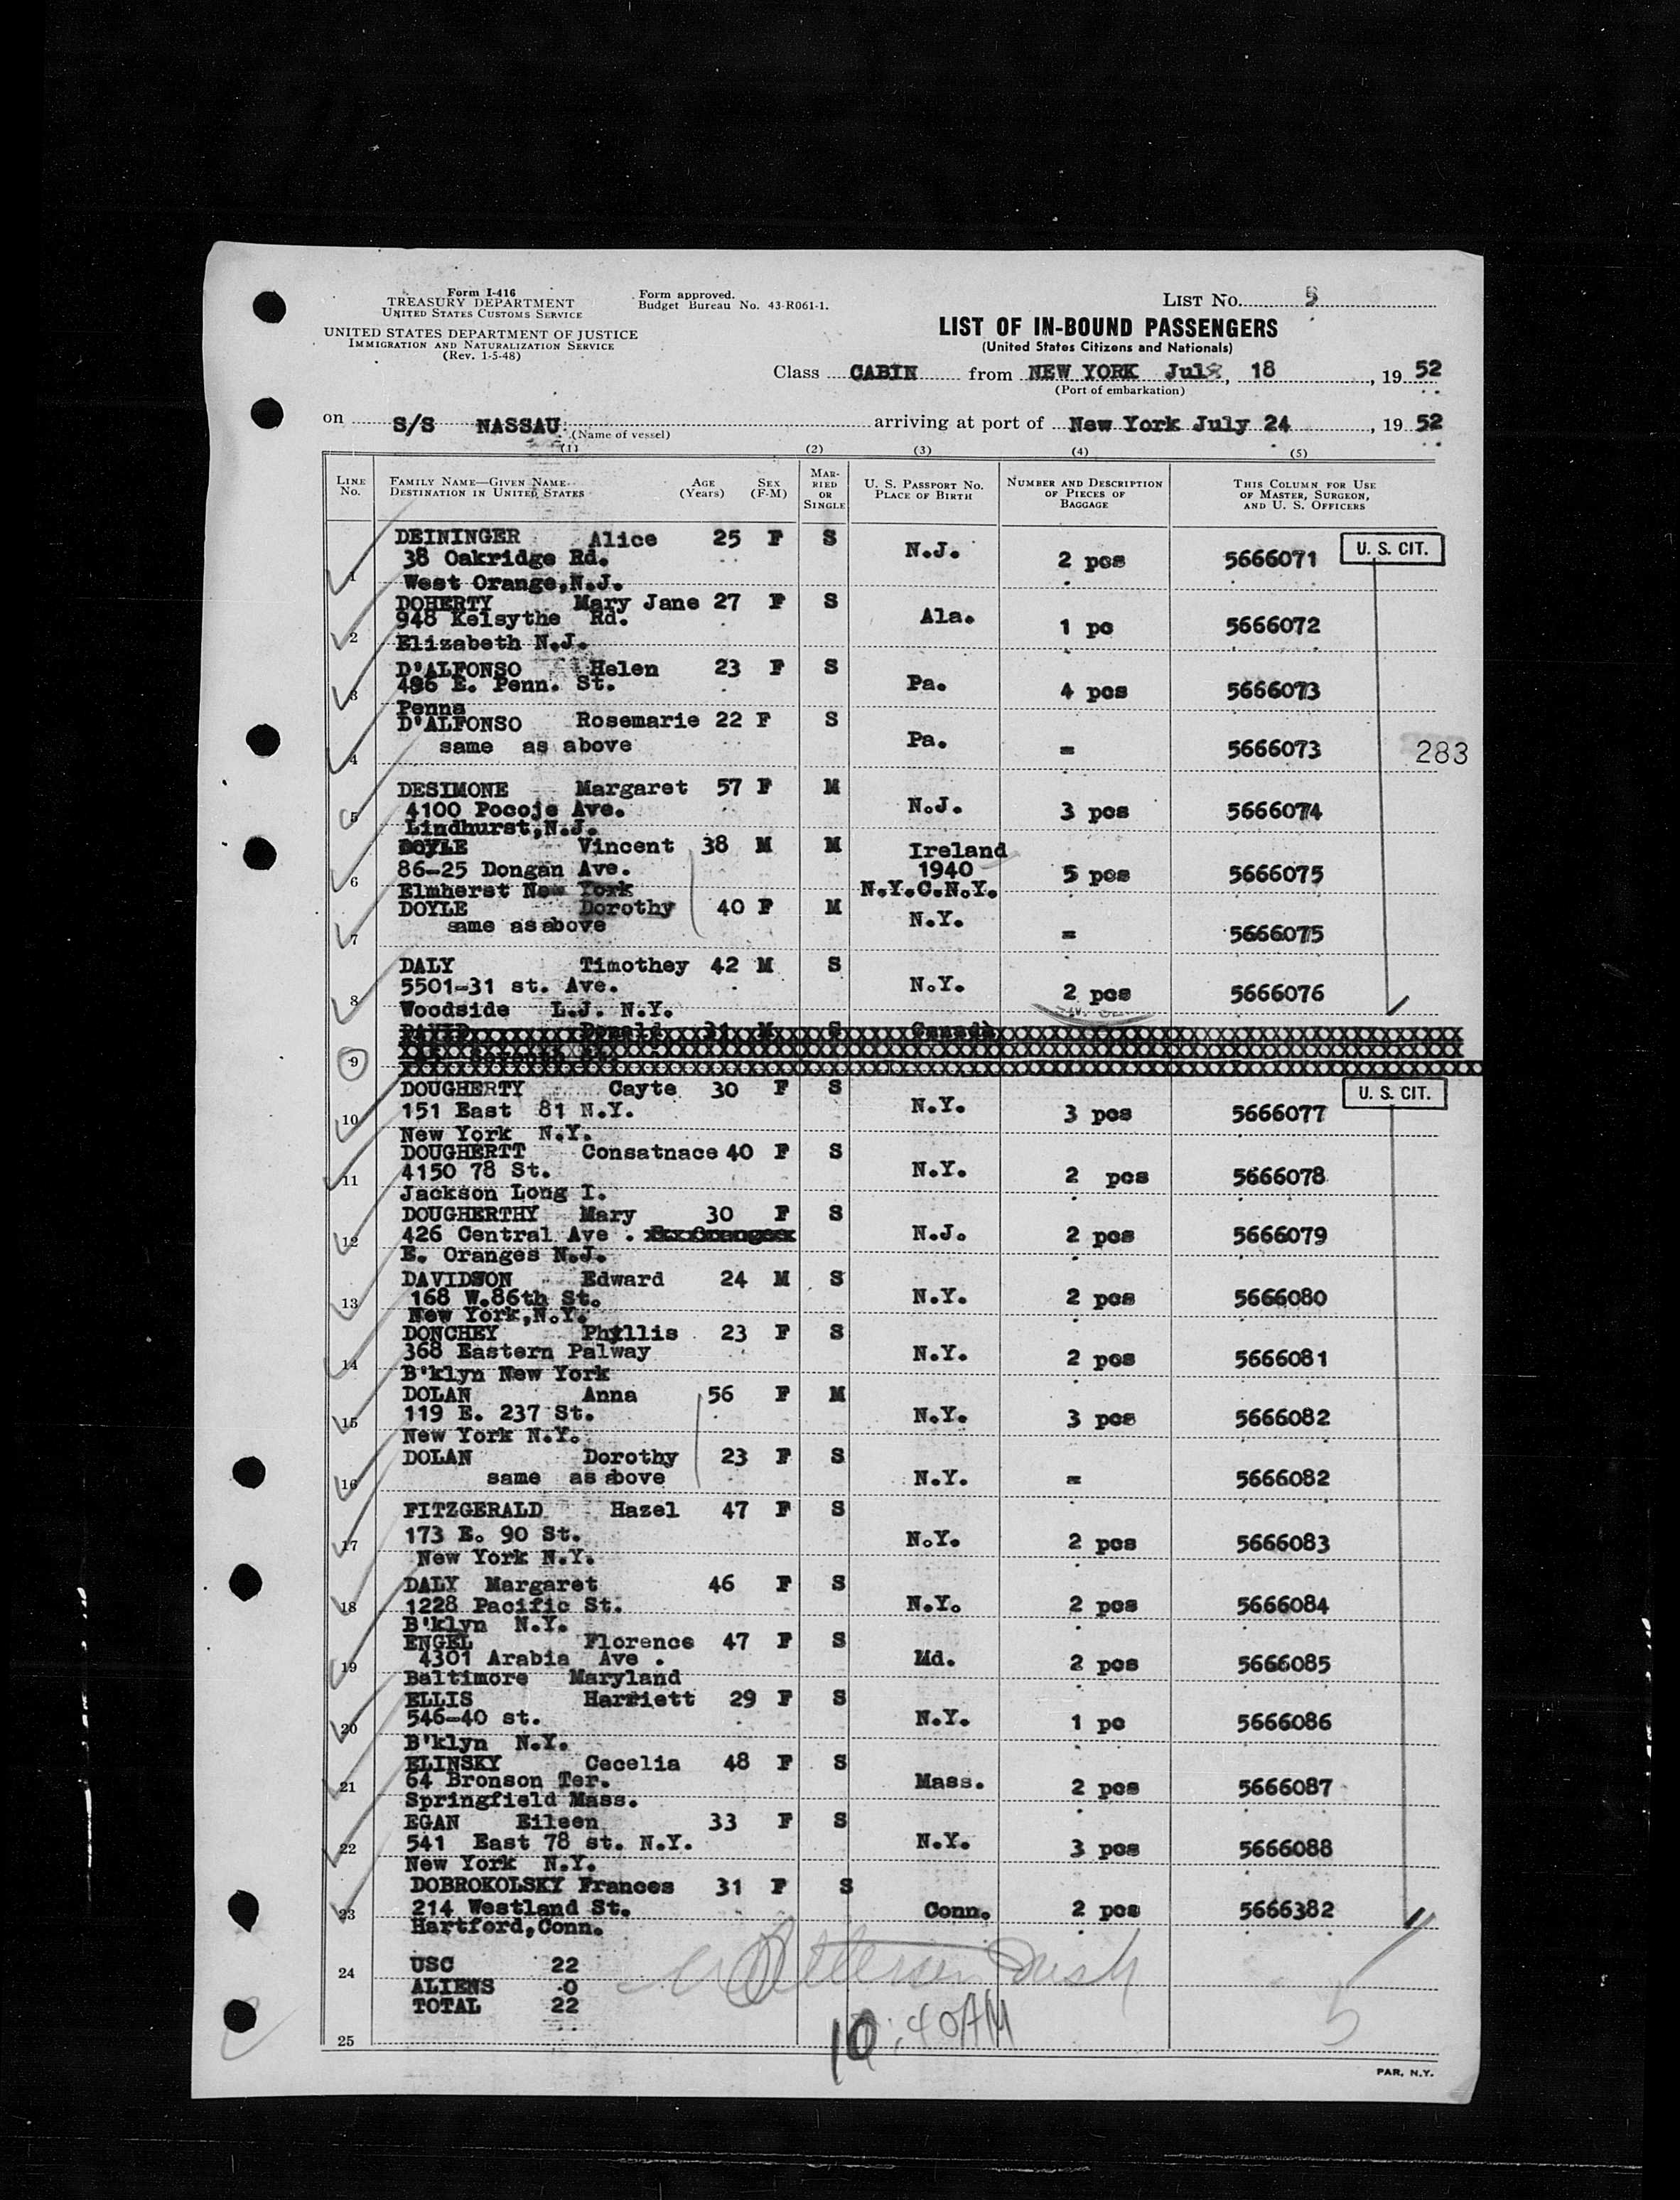 Form I-416
TREASURY DEPARTMENT
UNITED STATES CUSTOMS SERVICE
UNITED STATES DEPARTMENT OF JUSTICE
IMMIGRATION AND NATURALIZATION SERVICE
(Rev. 1-5-48)
Form approved.
Budget Bureau No. 43-R061-1.
LIST NO. 5
LIST OF IN-BOUND PASSENGERS
(United States Citizens and Nationals)
Class CABIN from NEW YORK July, 18, 19 52
(Port of embarkation)
on S/S NASSAU arriving at port of New York July 24, 19 52
(Name of vessel)
(1) (2) (3) (4) (5)
LINE NO. FAMILY NAME—GIVEN NAME DESTINATION IN UNITED STATES AGE (Years) SEX (F-M) MARRIED OR SINGLE U. S. PASSPORT NO. PLACE OF BIRTH NUMBER AND DESCRIPTION OF PIECES OF BAGGAGE THIS COLUMN FOR USE OF MASTER, SURGEON, AND U. S. OFFICERS
1 DEININGER Alice 25 F S N.J. 2 pcs 5666071 U. S. CIT.
38 Oakridge Rd.
West Orange,N.J.
2 DOHERTY Mary Jane 27 F S Ala. 1 pc 5666072
948 Kelsythe Rd.
Elizabeth N.J.
3 D'ALFONSO Helen 23 F S Pa. 4 pcs 5666073
486 E. Penn. St.
Penna
4 D'ALFONSO Rosemarie 22 F S Pa. = 5666073 283
same as above
5 DESIMONE Margaret 57 F M N.J. 3 pcs 5666074
4100 Pocoje Ave.
Lindhurst,N.J.
6 DOYLE Vincent 38 M M Ireland 1940 N.Y.C.N.Y. 5 pcs 5666075
86-25 Dongan Ave.
Elmherst New York
7 DOYLE Dorothy 40 F M N.Y. = 5666075
same as above
8 DALY Timothey 42 M S N.Y. 2 pcs 5666076
5501-31 st. Ave.
Woodside L.J. N.Y.
9 DAVID Donald 31 M S Canada
10 DOUGHERTY Cayte 30 F S N.Y. 3 pcs 5666077 U. S. CIT.
151 East 81 N.Y.
New York N.Y.
11 DOUGHERTT Consatnace 40 F S N.Y. 2 pcs 5666078
4150 78 St.
Jackson Long I.
12 DOUGHERTHY Mary 30 F S N.J. 2 pcs 5666079
426 Central Ave .
E. Oranges N.J.
13 DAVIDSON Edward 24 M S N.Y. 2 pcs 5666080
168 W.86th St.
New York,N.Y.
14 DONCHEY Phyllis 23 F S N.Y. 2 pcs 5666081
368 Eastern Palway
B'klyn New York
15 DOLAN Anna 56 F M N.Y. 3 pcs 5666082
119 E. 237 St.
New York N.Y.
16 DOLAN Dorothy 23 F S N.Y. = 5666082
same as above
17 FITZGERALD Hazel 47 F S N.Y. 2 pcs 5666083
173 E. 90 St.
New York N.Y.
18 DALY Margaret 46 F S N.Y. 2 pcs 5666084
1228 Pacific St.
B'klyn N.Y.
19 ENGEL Florence 47 F S Md. 2 pcs 5666085
4301 Arabia Ave .
Baltimore Maryland
20 ELLIS Harriett 29 F S N.Y. 1 pc 5666086
546-40 st.
B'klyn N.Y.
21 ELINSKY Cecelia 48 F S Mass. 2 pcs 5666087
64 Bronson Ter.
Springfield Mass.
22 EGAN Eileen 33 F S N.Y. 3 pcs 5666088
541 East 78 st. N.Y.
New York N.Y.
23 DOBROKOLSKY Frances 31 F S Conn. 2 pcs 5666382
214 Westland St.
Hartford,Conn.
24 USC 22
ALIENS 0
TOTAL 22
10:40AM 5
25
PAR, N.Y.